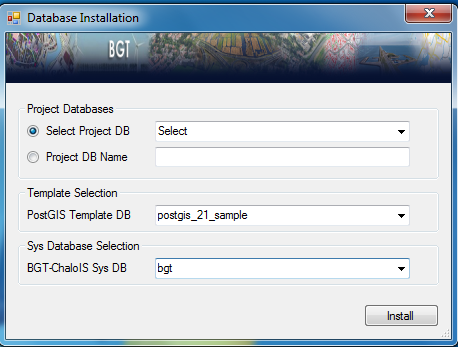 Database Installation
BGT
Project Databases
Select Project DB Select
Project DB Name
Template Selection
PostGIS Template DB postgis_21_sample
Sys Database Selection
BGT-ChaloIS Sys DB bgt
Install